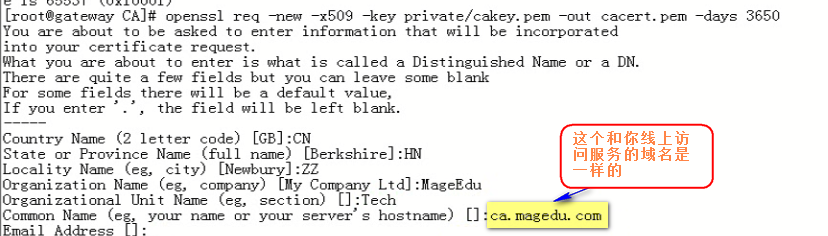 e is 65537 (0x10001)
[root@gateway CA]# openssl req -new -x509 -key private/cakey.pem -out cacert.pem -days 3650
You are about to be asked to enter information that will be incorporated
into your certificate request.
What you are about to enter is what is called a Distinguished Name or a DN.
There are quite a few fields but you can leave some blank
For some fields there will be a default value,
If you enter '.', the field will be left blank.
-----
Country Name (2 letter code) [GB]:CN
State or Province Name (full name) [Berkshire]:HN
Locality Name (eg, city) [Newbury]:ZZ
Organization Name (eg, company) [My Company Ltd]:MageEdu
Organizational Unit Name (eg, section) []:Tech
Common Name (eg, your name or your server's hostname) []:ca.magedu.com
Email Address []:
这个和你线上访
问服务的域名是
一样的